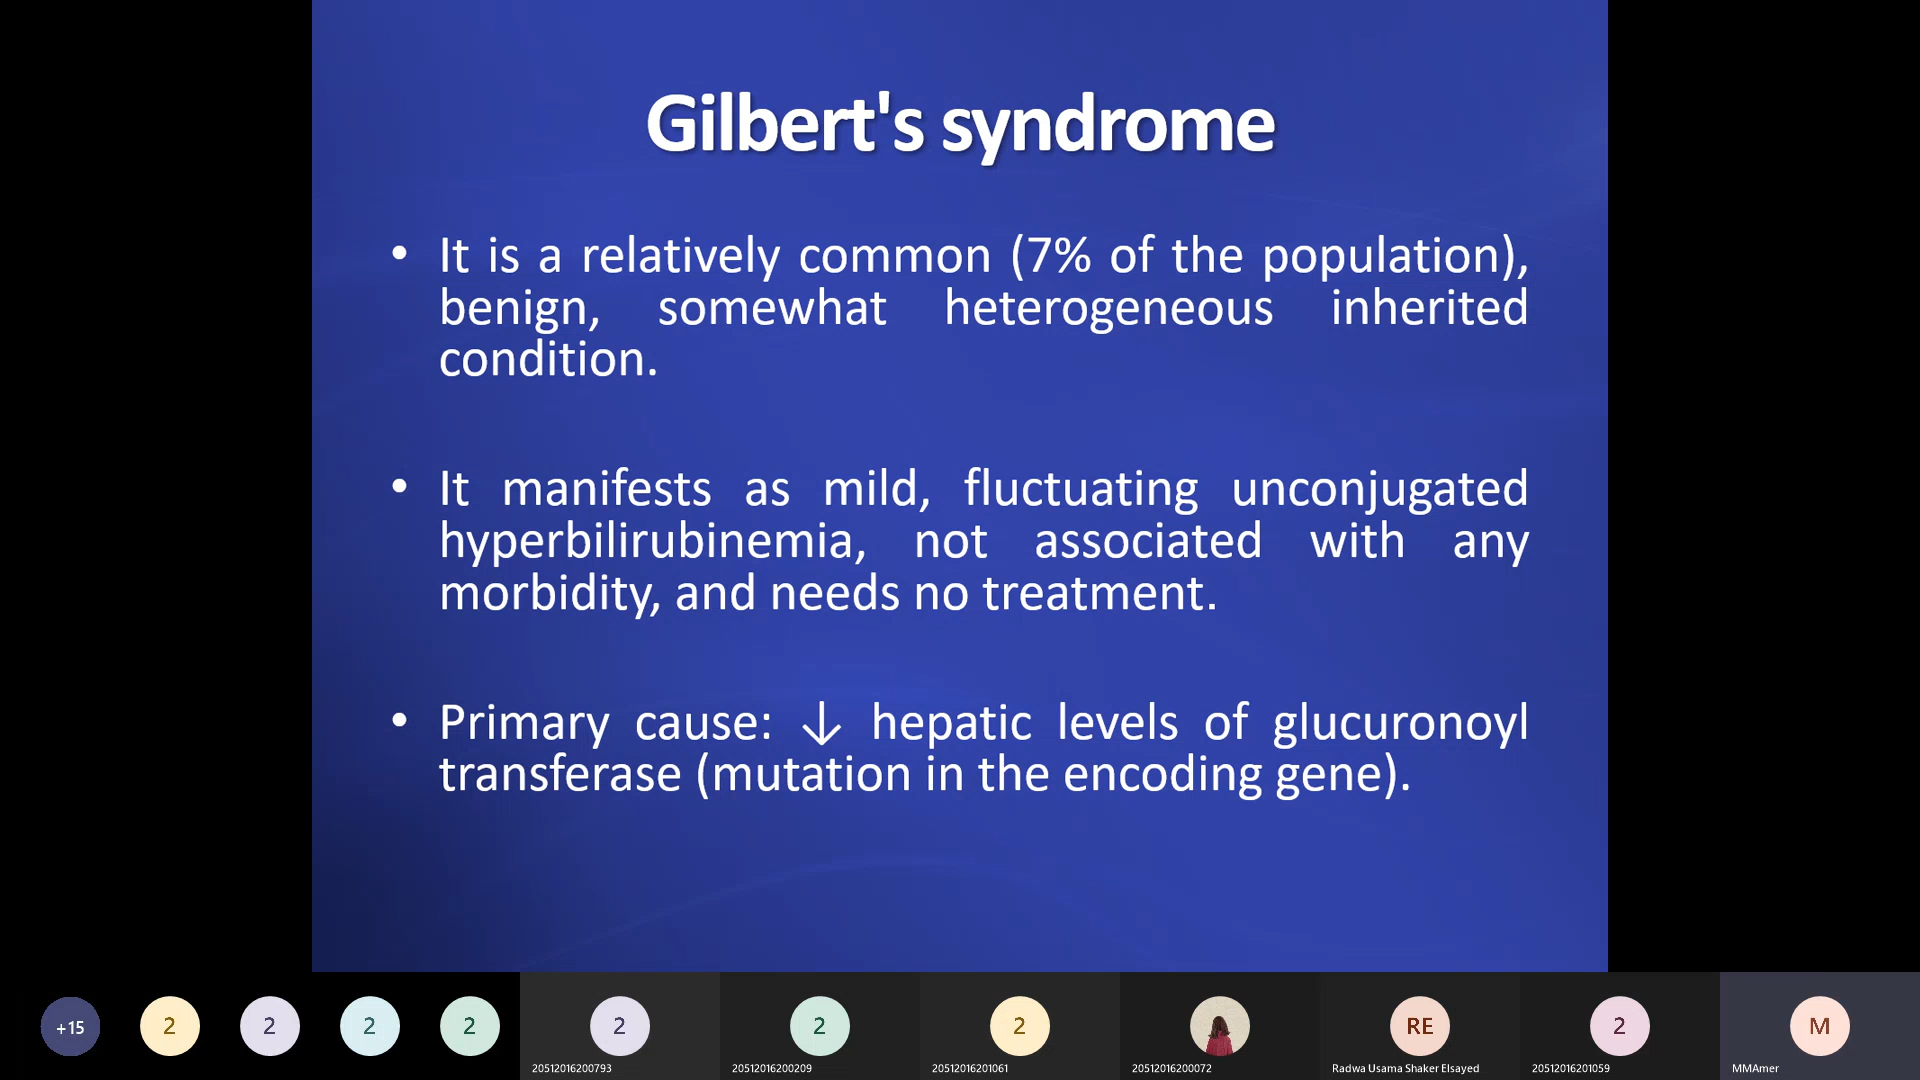 Gilbert's syndrome
• It is a relatively common (7% of the population),
benign, somewhat heterogeneous inherited
condition.
• It manifests as mild, fluctuating unconjugated
hyperbilirubinemia, not associated with any
morbidity, and needs no treatment.
• Primary cause: ↓ hepatic levels of glucuronoyl
transferase (mutation in the encoding gene).
+15
2
2
2
2
2
20512016200793
2
20512016200209
2
20512016201061
20512016200072
RE
Radwa Usama Shaker Elsayed
2
20512016201059
M
MMAmer